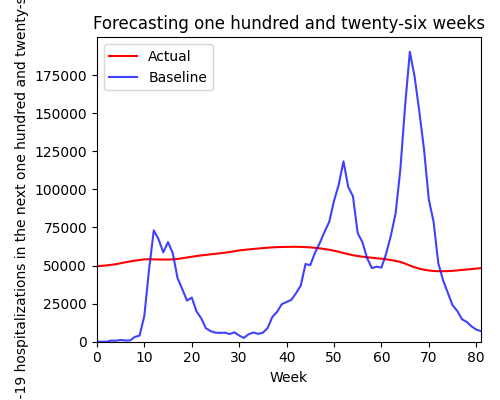 Forecasting one hundred and twenty-six weeks
Actual
Baseline
-19 hospitalizations in the next one hundred and twenty-s
175000
150000
125000
100000
75000
50000
25000
0
0 10 20 30 40 50 60 70 80
Week